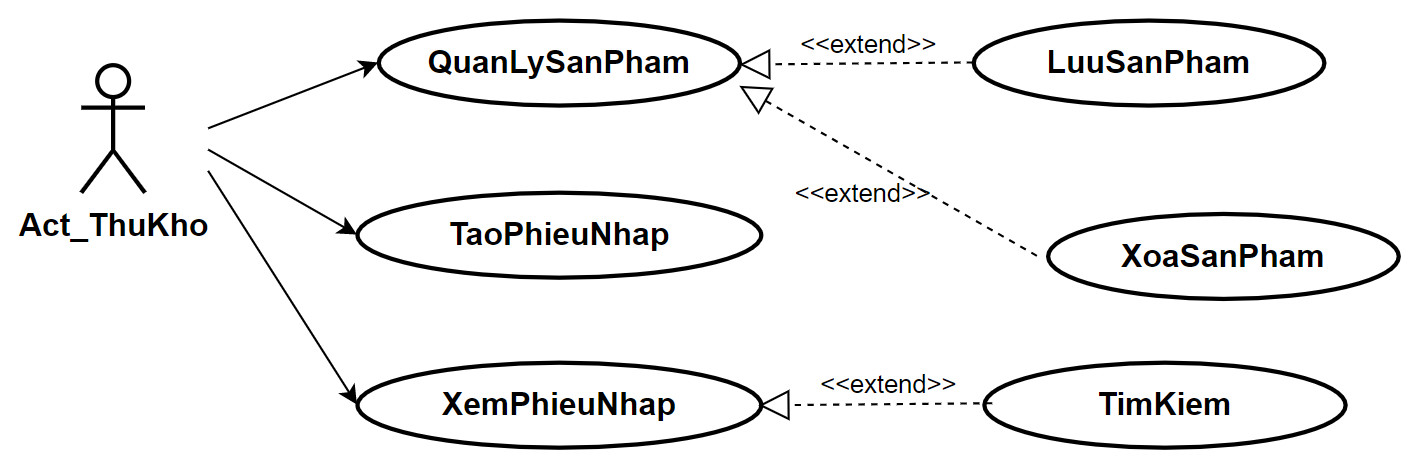 QuanLySanPham
<<extend>>
LuuSanPham
Act_ThuKho
<<extend>>
TaoPhieuNhap
XoaSanPham
XemPhieuNhap
<<extend>>
TimKiem